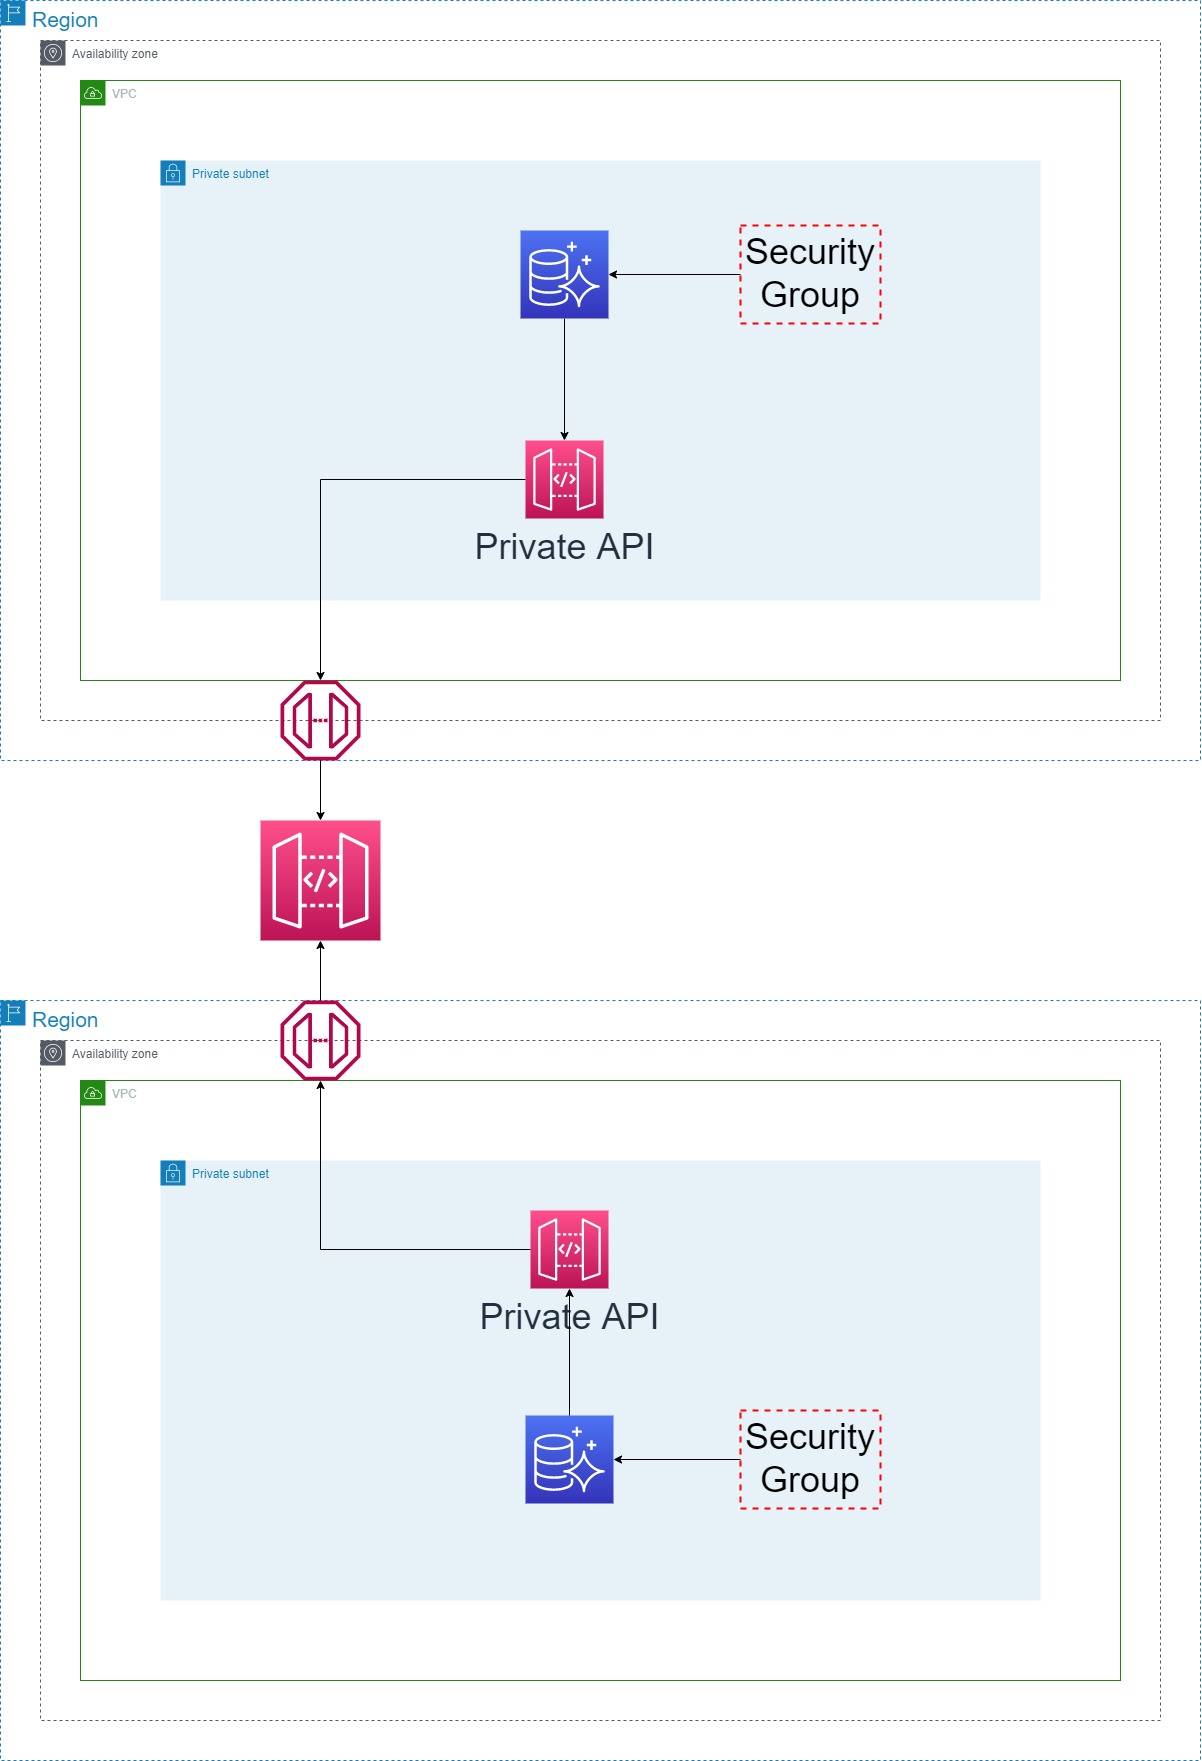 Region
Availability zone
VPC
Private subnet
Security
Group
</>
Private API
</>
Region
Availability zone
VPC
Private subnet
</>
Private API
Security
Group